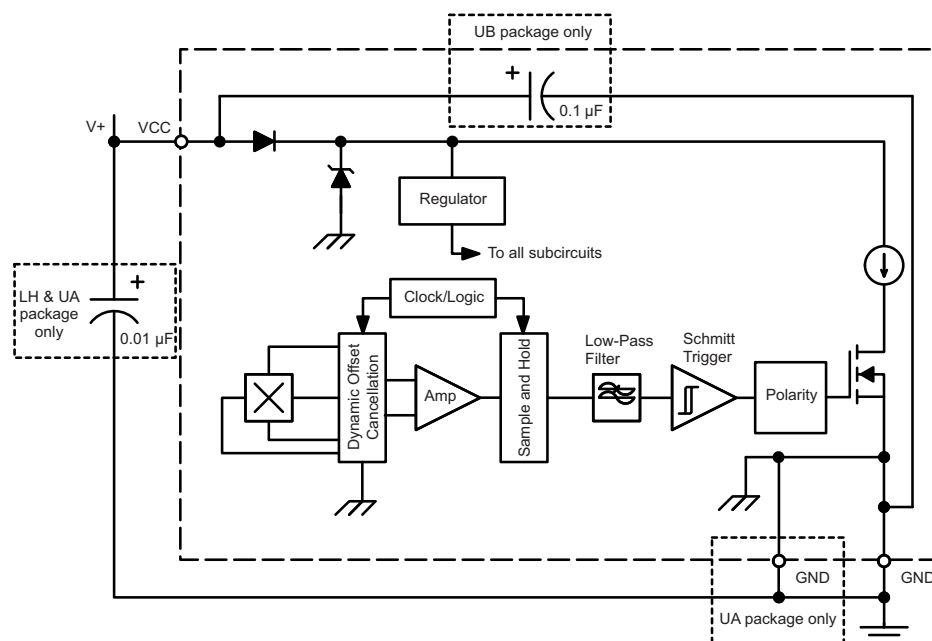 UB package only
+
0.1 µF
V+
VCC
Regulator
To all subcircuits
LH & UA
package
only
+
0.01 µF
Clock/Logic
Dynamic Offset
Cancellation
Amp
Sample and Hold
Low-Pass
Filter
Schmitt
Trigger
Polarity
GND
GND
UA package only